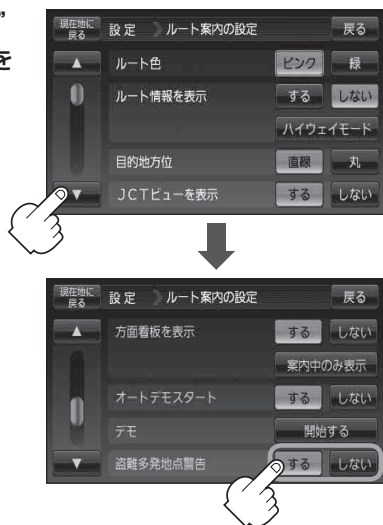 ”
を
現在地に
戻る
設定 ルート案内の設定 戻る
▲ ルート色 ピンク 緑
ルート情報を表示 する しない
ハイウェイモード
目的地方位 直線 丸
▼ JCTビューを表示 する しない
現在地に
戻る
設定 ルート案内の設定 戻る
▲ 方面看板を表示 する しない
案内中のみ表示
オートデモスタート する しない
デモ 開始する
▼ 盗難多発地点警告 する しない